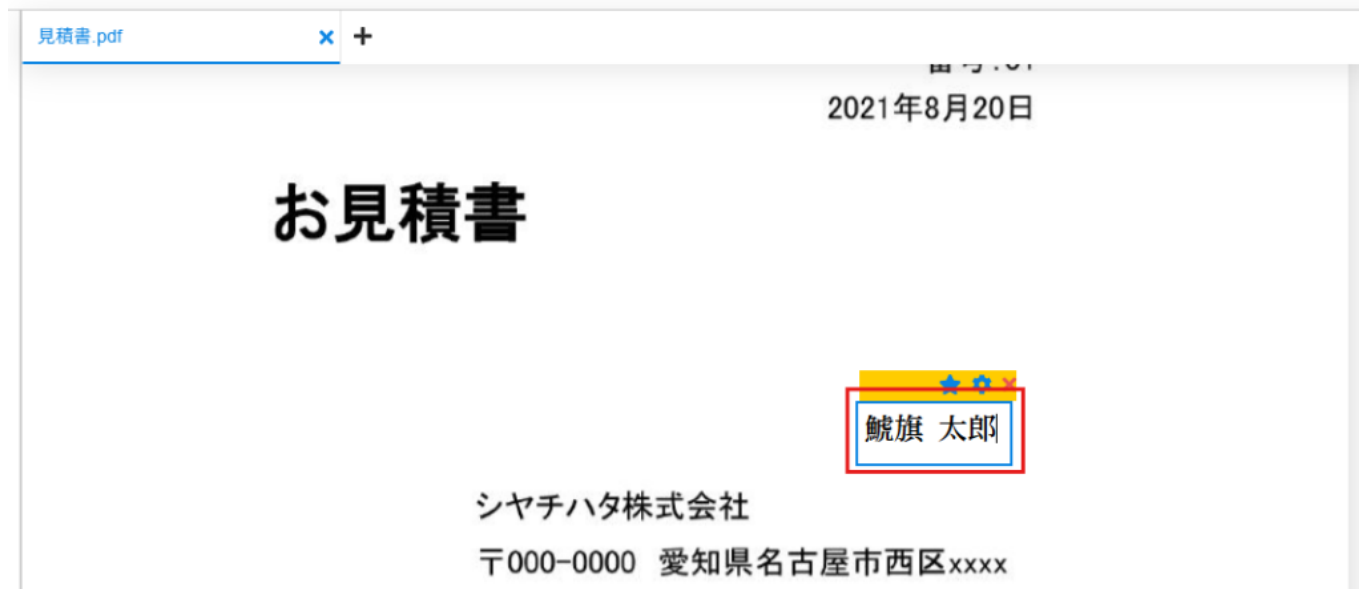 見積書.pdf
2021年8月20日
お見積書
鯱旗 太郎
シヤチハタ株式会社
〒000-0000 愛知県名古屋市西区xxxx